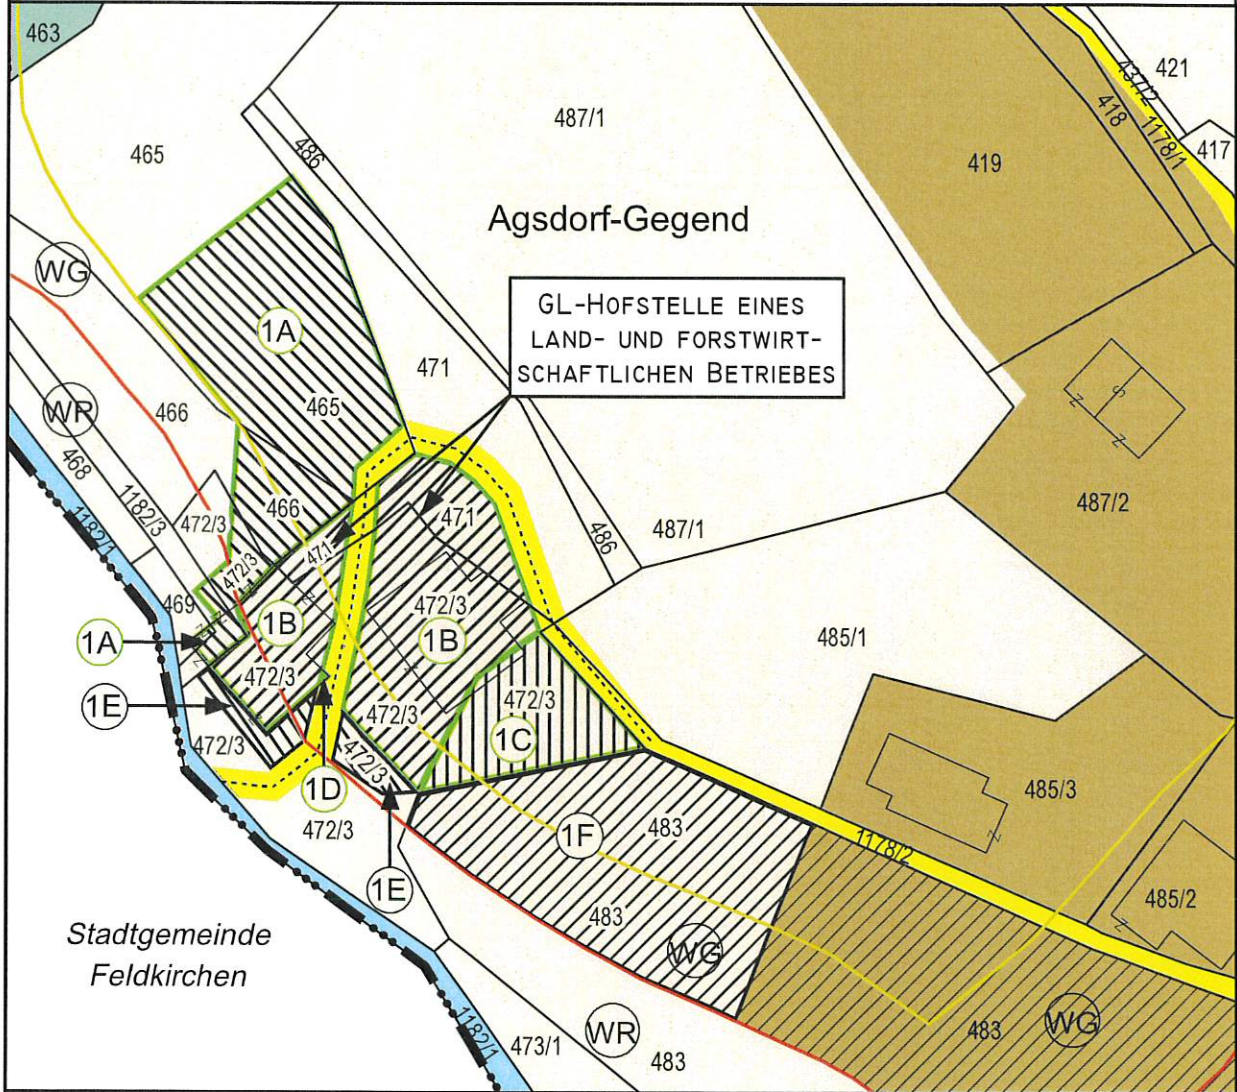 463
421
437/2
418
1178/1
417
487/1
465
486
419
Agsdorf-Gegend
WG
GL-HOFSTELLE EINES
LAND- UND FORSTWIRT-
SCHAFTLICHEN BETRIEBES
1A
471
S
Z
Z
WR
466
465
468
1182/3
466
471
487/2
1182/1
472/3
471
486
487/1
472/3
469
Z
Z
Z
1B
472/3
1B
485/1
1A
472/3
472/3
472/3
1E
1C
472/3
472/3
1D
485/3
472/3
483
1F
Z
1178/2
1E
485/2
483
Z
Stadtgemeinde
Feldkirchen
WG
WG
1182/1
473/1
WR
483
483